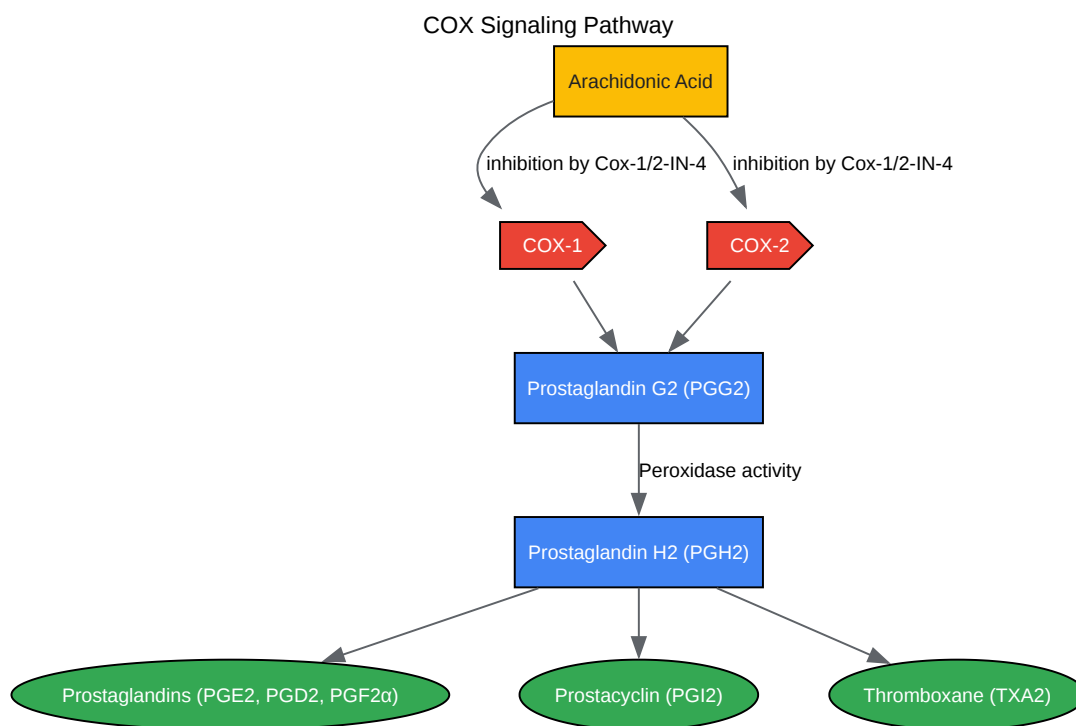 COX Signaling Pathway
Arachidonic Acid
inhibition by Cox-1/2-IN-4
inhibition by Cox-1/2-IN-4
COX-1
COX-2
Prostaglandin G2 (PGG2)
Peroxidase activity
Prostaglandin H2 (PGH2)
Prostaglandins (PGE2, PGD2, PGF2α)
Prostacyclin (PGI2)
Thromboxane (TXA2)